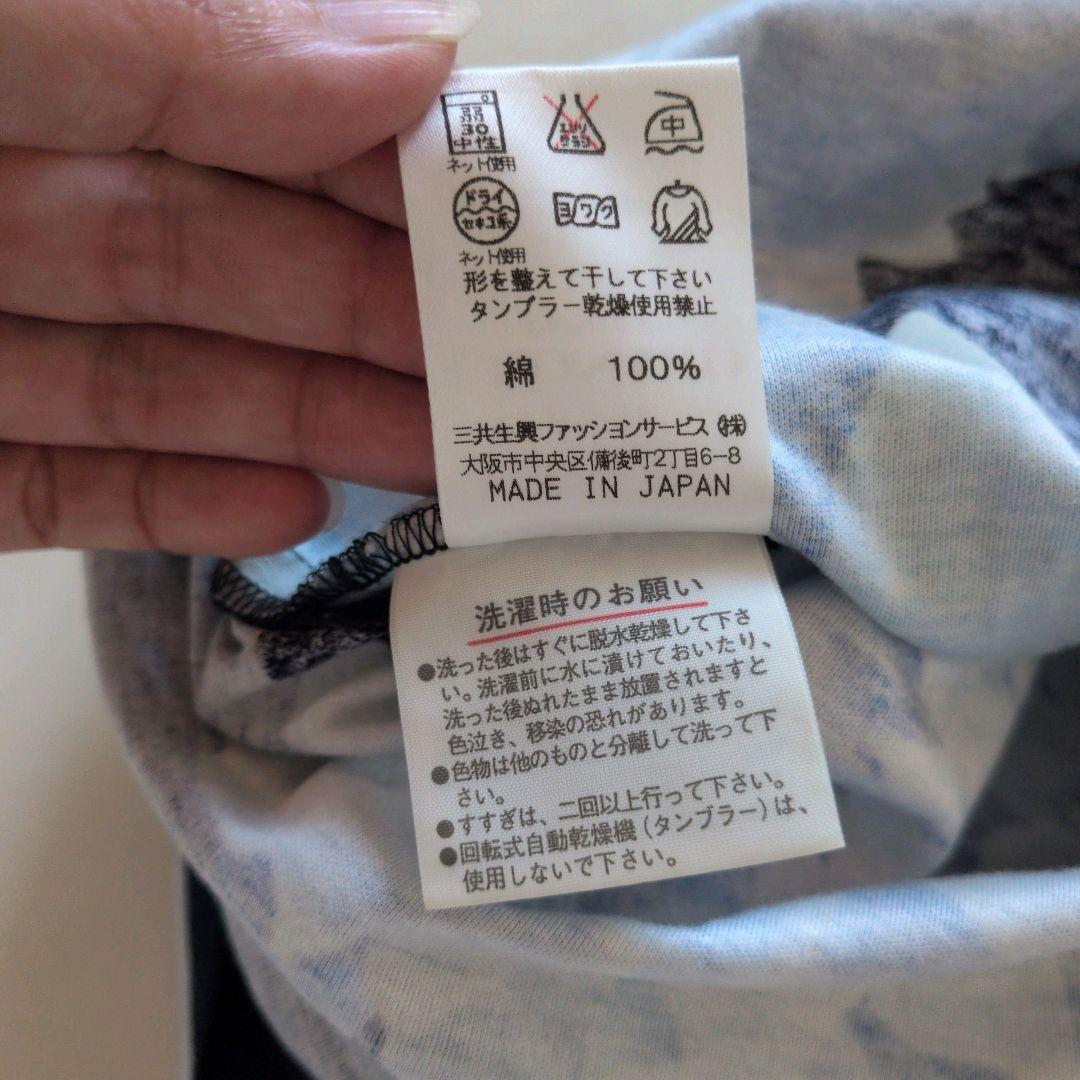 弱
30
中性
エンソ
サラシ
中
ネット使用
ドライ
セキユ系
ヨワク
ネット使用
形を整えて干して下さい
タンブラー乾燥使用禁止
綿 100%
三共生興ファッションサービス㈱
大阪市中央区備後町2丁目6-8
MADE IN JAPAN
洗濯時のお願い
●洗った後はすぐに脱水乾燥して下さ
い。洗濯前に水に漬けておいたり、
洗った後ぬれたまま放置されますと
色泣き、移染の恐れがあります。
●色物は他のものと分離して洗って下
さい。
●すすぎは、二回以上行って下さい。
●回転式自動乾燥機(タンブラー)は、
使用しないで下さい。